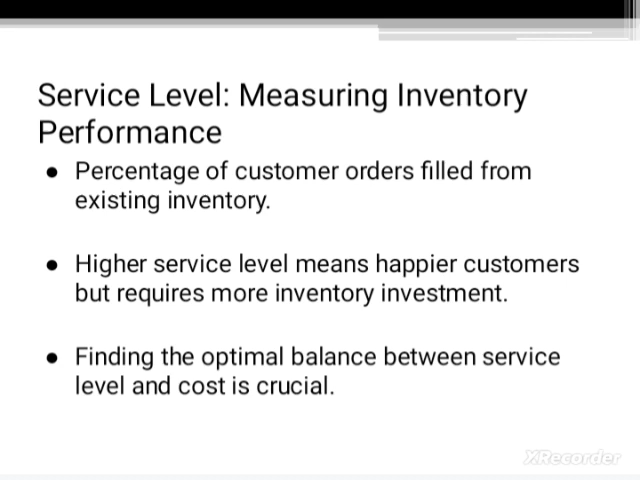 Service Level: Measuring Inventory
Performance
● Percentage of customer orders filled from
existing inventory.
● Higher service level means happier customers
but requires more inventory investment.
● Finding the optimal balance between service
level and cost is crucial.
XRecorder